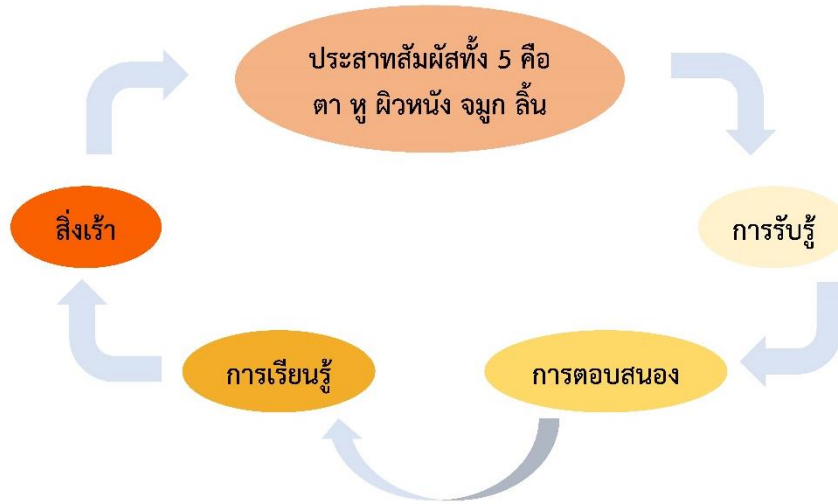 ประสาทสัมผัสทั้ง 5 คือ
ตา หู ผิวหนัง จมูก ลิ้น
สิ่งเร้า
การรับรู้
การเรียนรู้
การตอบสนอง